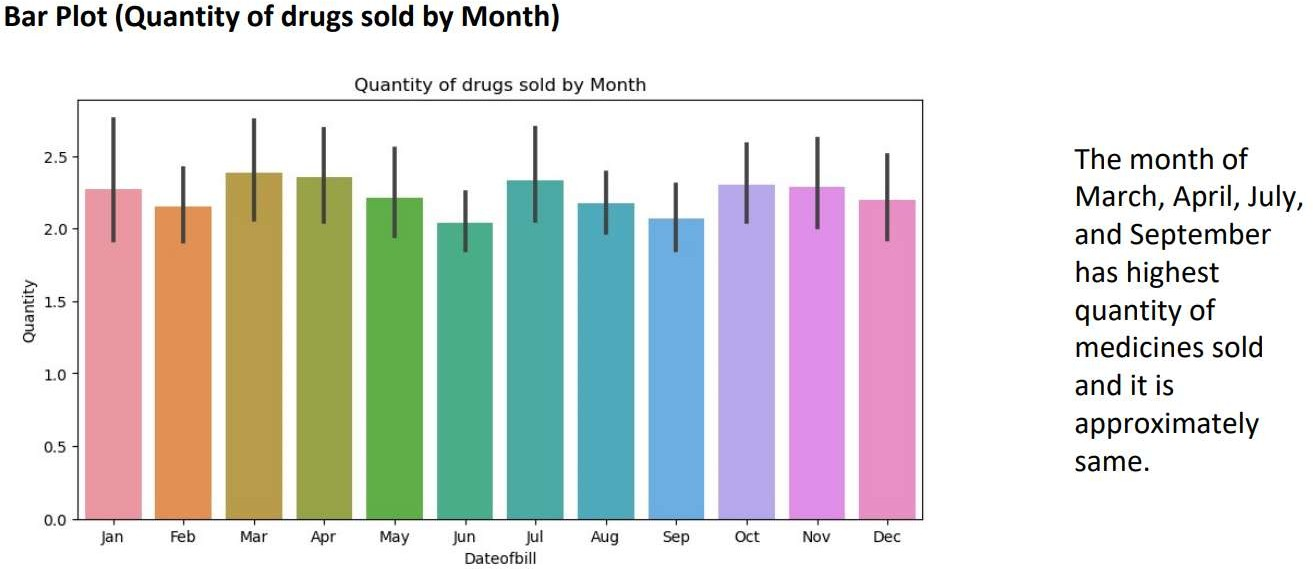 Bar Plot (Quantity of drugs sold by Month)
Quantity of drugs sold by Month
Quantity
2.5
2.0
1.5
1.0
0.5
0.0
Jan Feb Mar Apr May Jun Jul Aug Sep Oct Nov Dec
Dateofbill
The month of
March, April, July,
and September
has highest
quantity of
medicines sold
and it is
approximately
same.